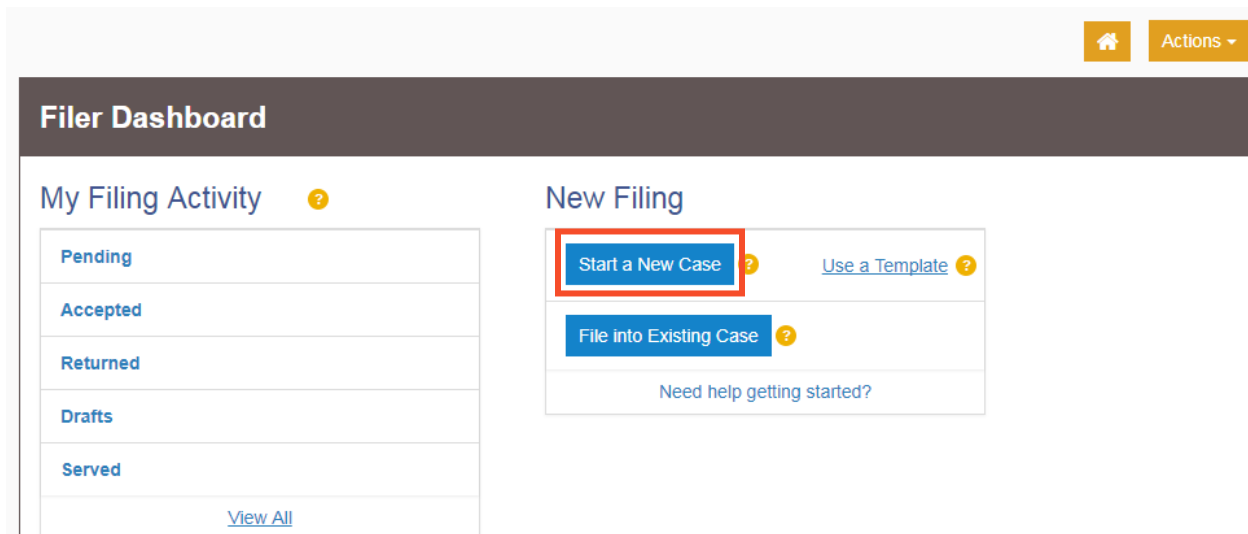 Actions
Filer Dashboard
My Filing Activity ?
Pending
Accepted
Returned
Drafts
Served
View All
New Filing
Start a New Case ? Use a Template ?
File into Existing Case ?
Need help getting started?